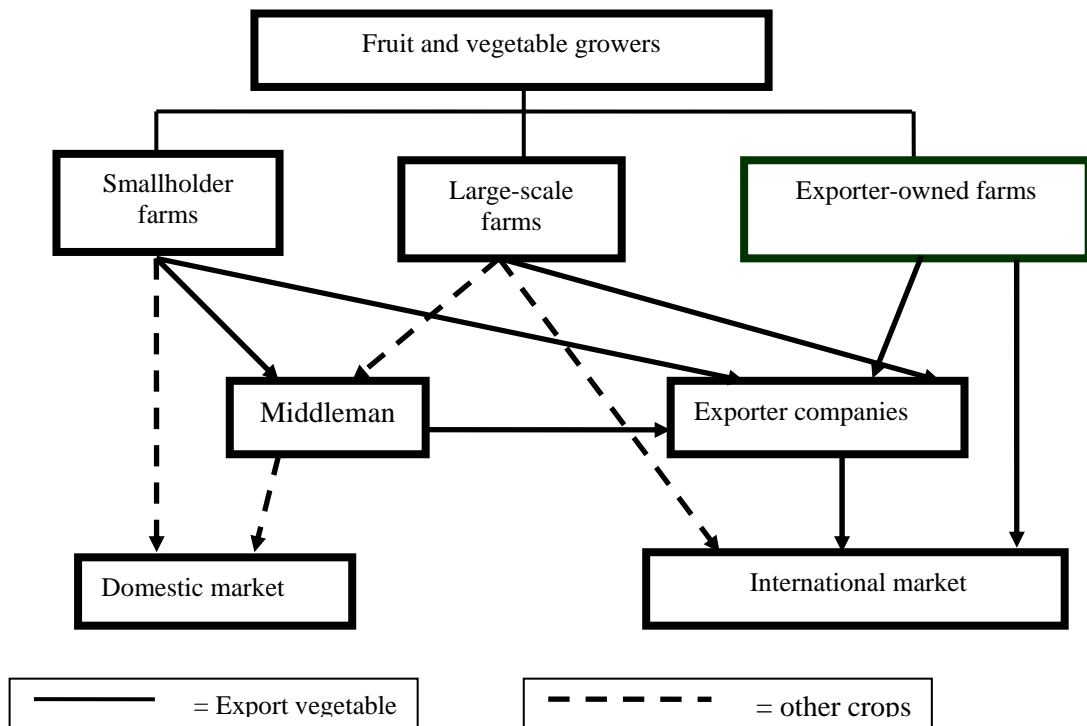 Fruit and vegetable growers
Smallholder
farms
Large-scale
farms
Exporter-owned farms
Middleman
Exporter companies
Domestic market
International market
= Export vegetable
= other crops